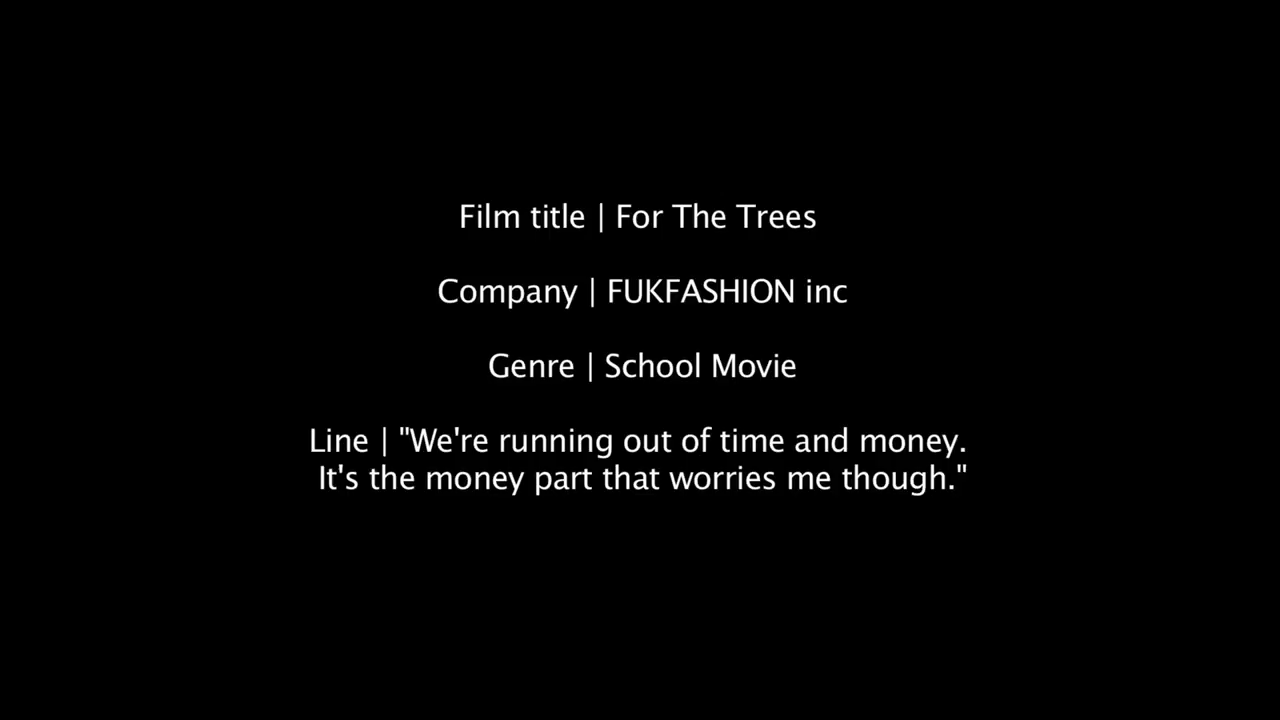 Film title | For The Trees
Company | FUKFASHION inc
Genre | School Movie
Line | "We're running out of time and money.
It's the money part that worries me though."